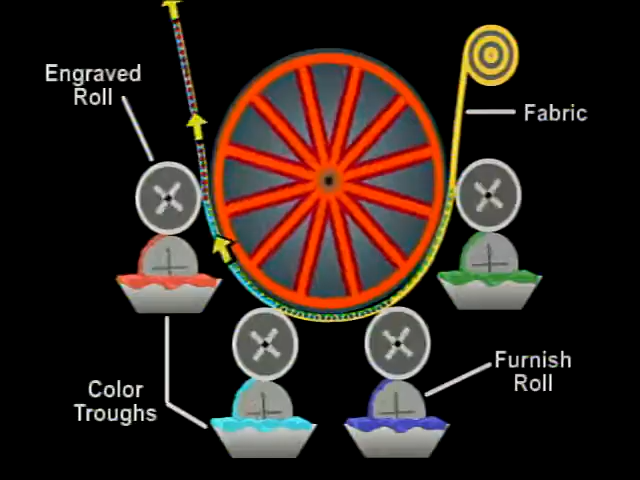 Engraved
Roll
Fabric
Furnish
Roll
Color
Troughs